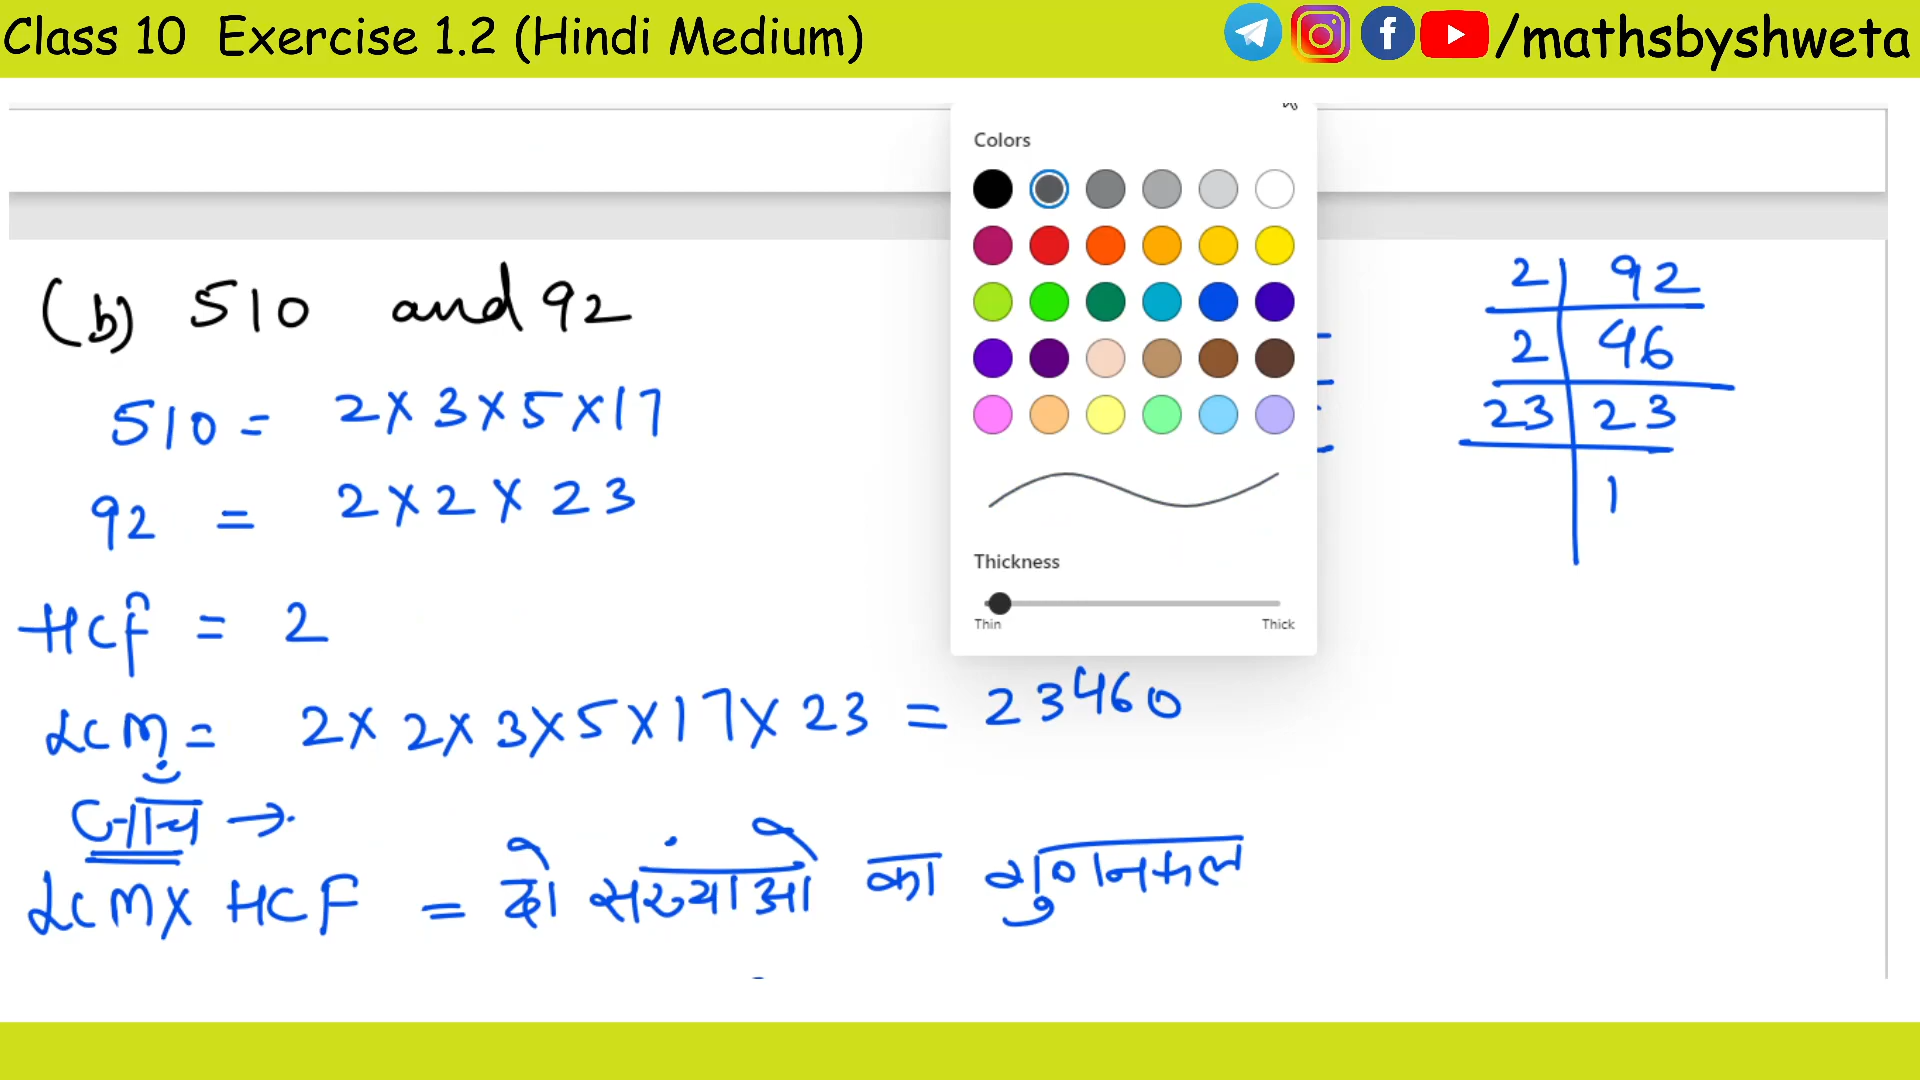 Class 10 Exercise 1.2 (Hindi Medium)
/mathsbyshweta
Colors
Thickness
Thin Thick
(b) 510 and 92
510 = 2 × 3 × 5 × 17
92 = 2 × 2 × 23
HCf = 2
LCM = 2 × 2 × 3 × 5 × 17 × 23 = 23460
जाँच →
LCM × HCF = दो संख्याओ का गुणनफल
2 | 92
2 | 46
23 | 23
1